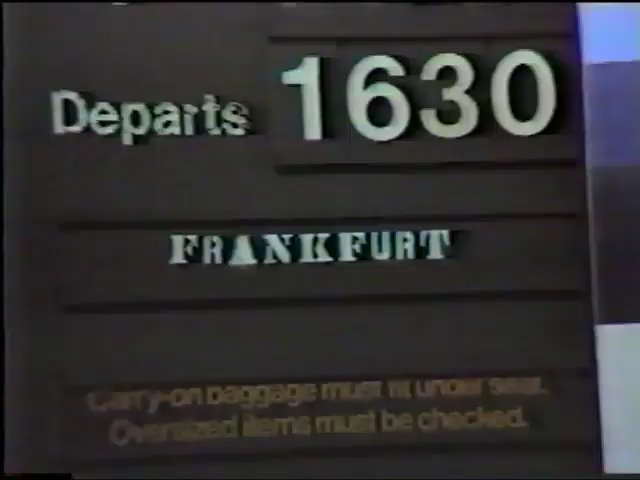 Departs 1630
FRANKFURT
Carry-on baggage must fit under seat.
Oversized items must be checked.